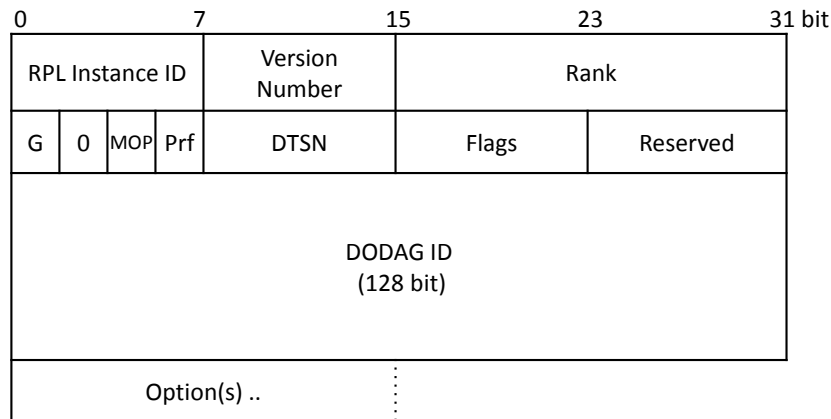 0 7 15 23 31 bit
RPL Instance ID
Version
Number
Rank
G 0 MOP Prf DTSN Flags Reserved
DODAG ID
(128 bit)
Option(s) ..